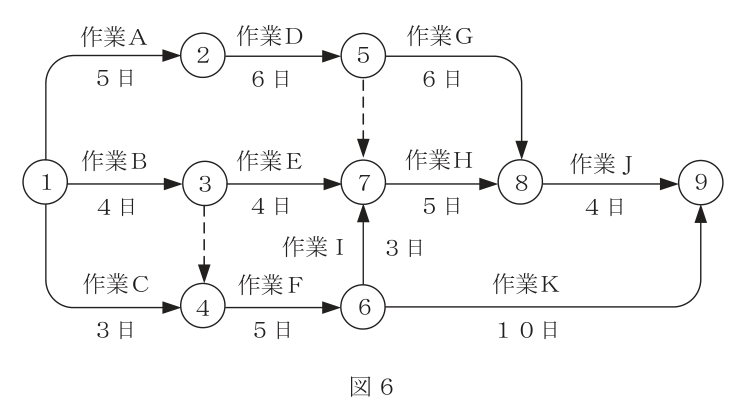 作業A
5日
作業D
6日
作業G
6日
2
5
作業B
4日
作業E
4日
作業H
5日
作業J
4日
1
3
7
8
9
作業I
3日
作業C
3日
作業F
5日
作業K
10日
4
6
図6